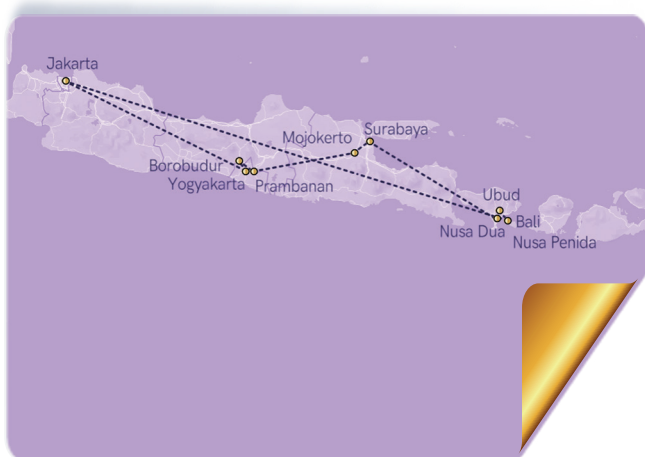 Jakarta
Surabaya
Mojokerto
Borobudur
Yogyakarta Prambanan
Ubud
Bali
Nusa Dua
Nusa Penida